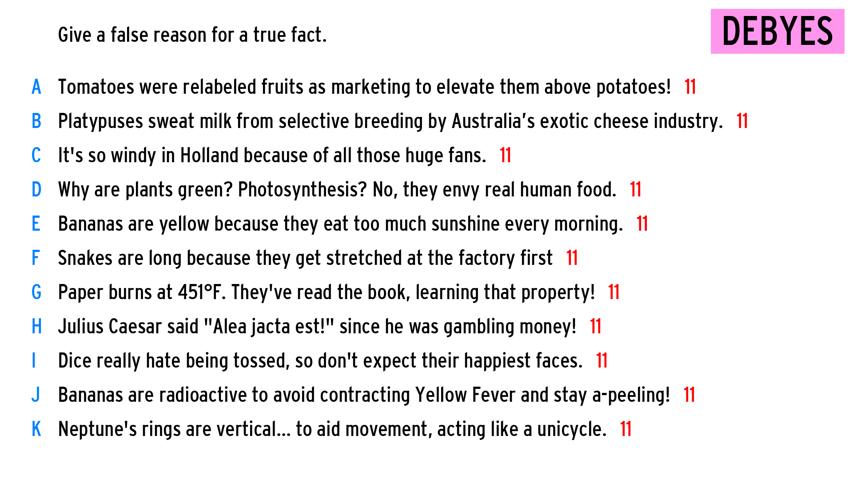 Give a false reason for a true fact.
DEBYES
A Tomatoes were relabeled fruits as marketing to elevate them above potatoes! 11
B Platypuses sweat milk from selective breeding by Australia's exotic cheese industry. 11
C It's so windy in Holland because of all those huge fans. 11
D Why are plants green? Photosynthesis? No, they envy real human food. 11
E Bananas are yellow because they eat too much sunshine every morning. 11
F Snakes are long because they get stretched at the factory first 11
G Paper burns at 451°F. They've read the book, learning that property! 11
H Julius Caesar said "Alea jacta est!" since he was gambling money! 11
I Dice really hate being tossed, so don't expect their happiest faces. 11
J Bananas are radioactive to avoid contracting Yellow Fever and stay a-peeling! 11
K Neptune's rings are vertical... to aid movement, acting like a unicycle. 11